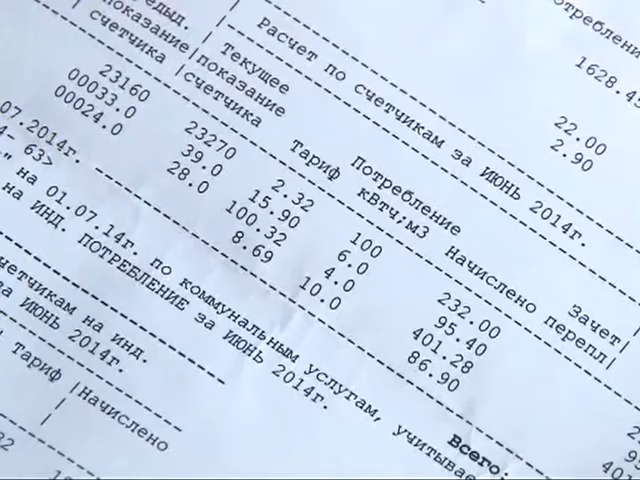 1628.4
22.00
2.90
Расчет по счетчикам за ИЮНЬ 2014г.
показание | Текущее
счетчика | показание
счетчика Тариф Потребление
кВтч;м3 Начислено Зачет|
перепл|
23160 23270 2.32 100 232.00
00033.0 39.0 15.90 6.0 95.40
00024.0 28.0 100.32 4.0 401.28
8.69 10.0 86.90
07.2014г.
63>
" на 01.07.14г. по коммунальным услугам, учитывае
на ИНД. ПОТРЕБЛЕНИЕ за ИЮНЬ 2014г.
Всего:
четчикам на инд.
за ИЮНЬ 2014г.
Тариф |Начислено